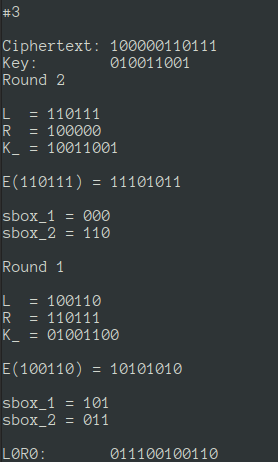 #3
Ciphertext: 100000110111
Key: 010011001
Round 2
L = 110111
R = 100000
K_ = 10011001
E(110111) = 11101011
sbox_1 = 000
sbox_2 = 110
Round 1
L = 100110
R = 110111
K_ = 01001100
E(100110) = 10101010
sbox_1 = 101
sbox_2 = 011
L0R0: 011100100110